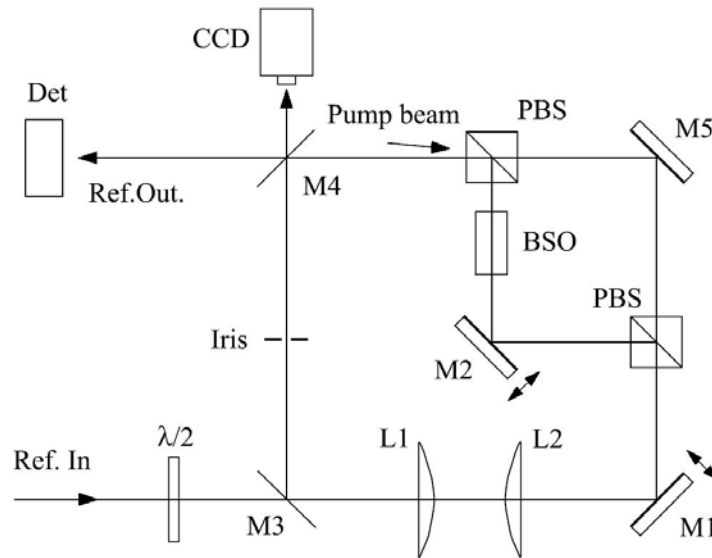 CCD
Det
Pump beam
PBS
M5
Ref.Out.
M4
BSO
PBS
Iris
M2
λ/2
L1
L2
Ref. In
M3
M1